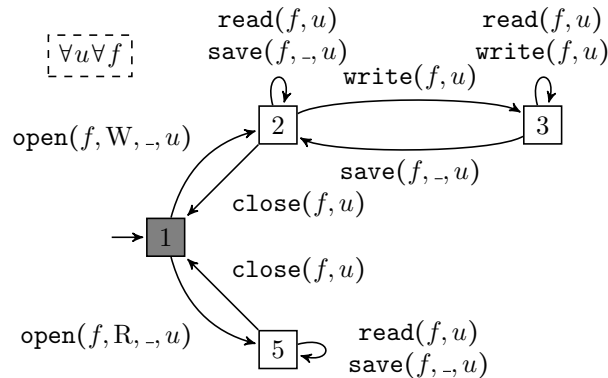 ∀u∀f
read(f, u)
save(f, _, u)
read(f, u)
write(f, u)
write(f, u)
open(f, W, _, u)
2
3
save(f, _, u)
close(f, u)
1
close(f, u)
open(f, R, _, u)
5
read(f, u)
save(f, _, u)